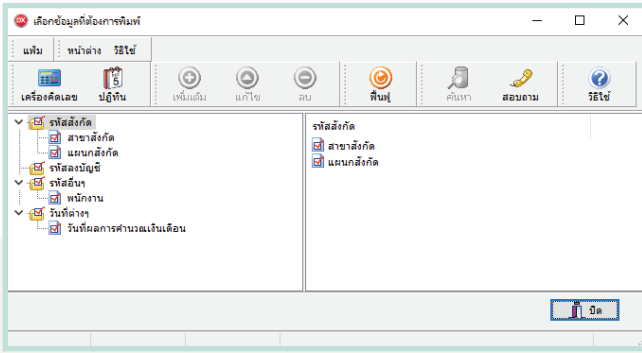 เลือกข้อมูลที่ต้องการพิมพ์
แฟ้ม หน้าต่าง วิธีใช้
เครื่องคิดเลข ปฏิทิน เพิ่มเติม แก้ไข ลบ ฟื้นฟู ค้นหา สอบถาม วิธีใช้
รหัสสังกัด
สาขาสังกัด
แผนกสังกัด
รหัสลงบัญชี
รหัสอื่นๆ
พนักงาน
วันที่ต่างๆ
วันที่ผลการคำนวณเงินเดือน
รหัสสังกัด
สาขาสังกัด
แผนกสังกัด
ปิด